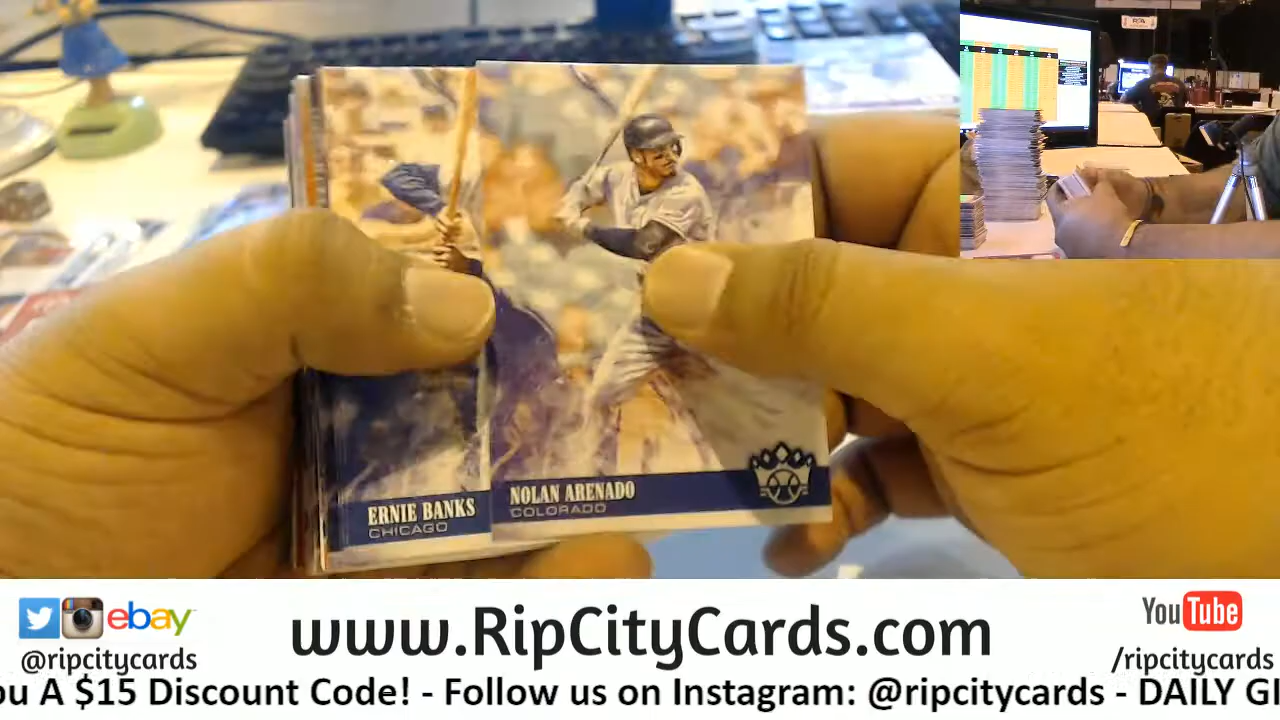 ERNIE BANKS
CHICAGO
NOLAN ARENADO
COLORADO
ebay
@ripcitycards
www.RipCityCards.com
YouTube
/ripcitycards
ou A $15 Discount Code! - Follow us on Instagram: @ripcitycards - DAILY GI